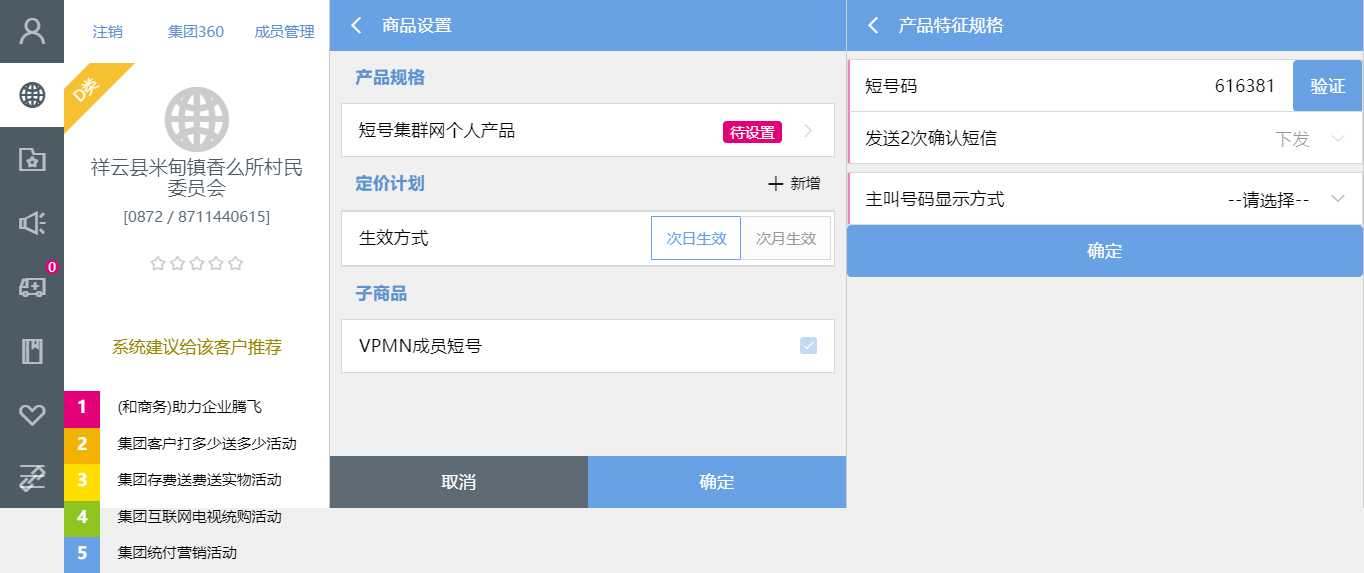 注销
集团360
成员管理
D类
祥云县米甸镇香么所村民
委员会
[0872 / 8711440615]
0
系统建议给该客户推荐
1 (和商务)助力企业腾飞
2 集团客户打多少送多少活动
3 集团存费送费送实物活动
4 集团互联网电视统购活动
5 集团统付营销活动
商品设置
产品规格
短号集群网个人产品 待设置
定价计划 新增
生效方式 次日生效 次月生效
子商品
VPMN成员短号
取消 确定
产品特征规格
短号码 616381 验证
发送2次确认短信 下发
主叫号码显示方式 --请选择--
确定